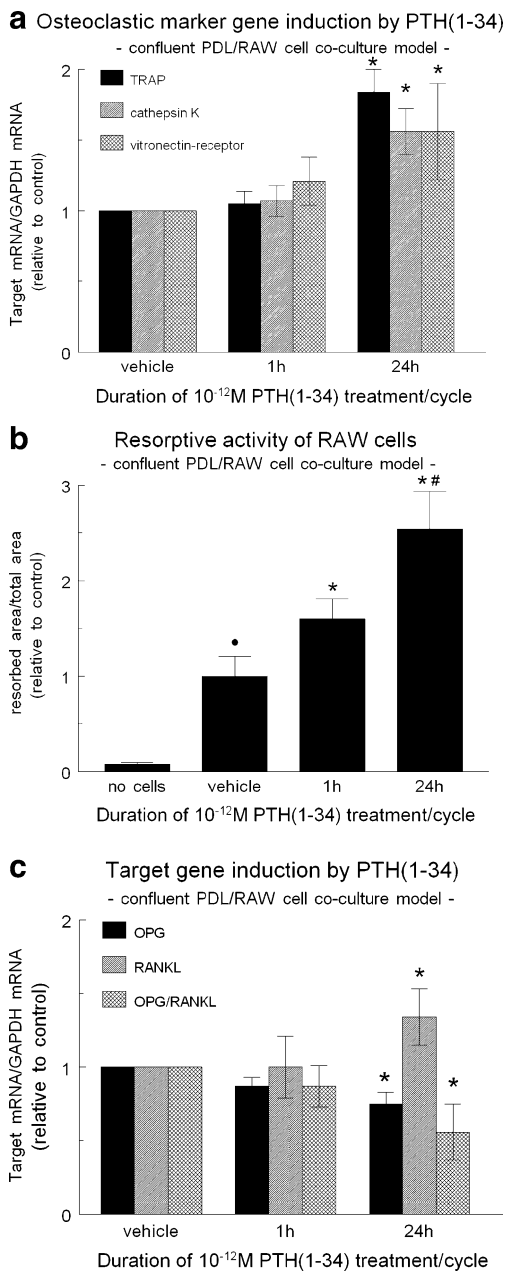 a Osteoclastic marker gene induction by PTH(1-34)
- confluent PDL/RAW cell co-culture model -
Target mRNA/GAPDH mRNA
(relative to control)
2
1
0
TRAP
cathepsin K
vitronectin-receptor
* * *
vehicle 1h 24h
Duration of 10⁻¹²M PTH(1-34) treatment/cycle
b Resorptive activity of RAW cells
- confluent PDL/RAW cell co-culture model -
resorbed area/total area
(relative to control)
3
2
1
0
• * *#
no cells vehicle 1h 24h
Duration of 10⁻¹²M PTH(1-34) treatment/cycle
c Target gene induction by PTH(1-34)
- confluent PDL/RAW cell co-culture model -
Target mRNA/GAPDH mRNA
(relative to control)
2
1
0
OPG
RANKL
OPG/RANKL
* * *
vehicle 1h 24h
Duration of 10⁻¹²M PTH(1-34) treatment/cycle